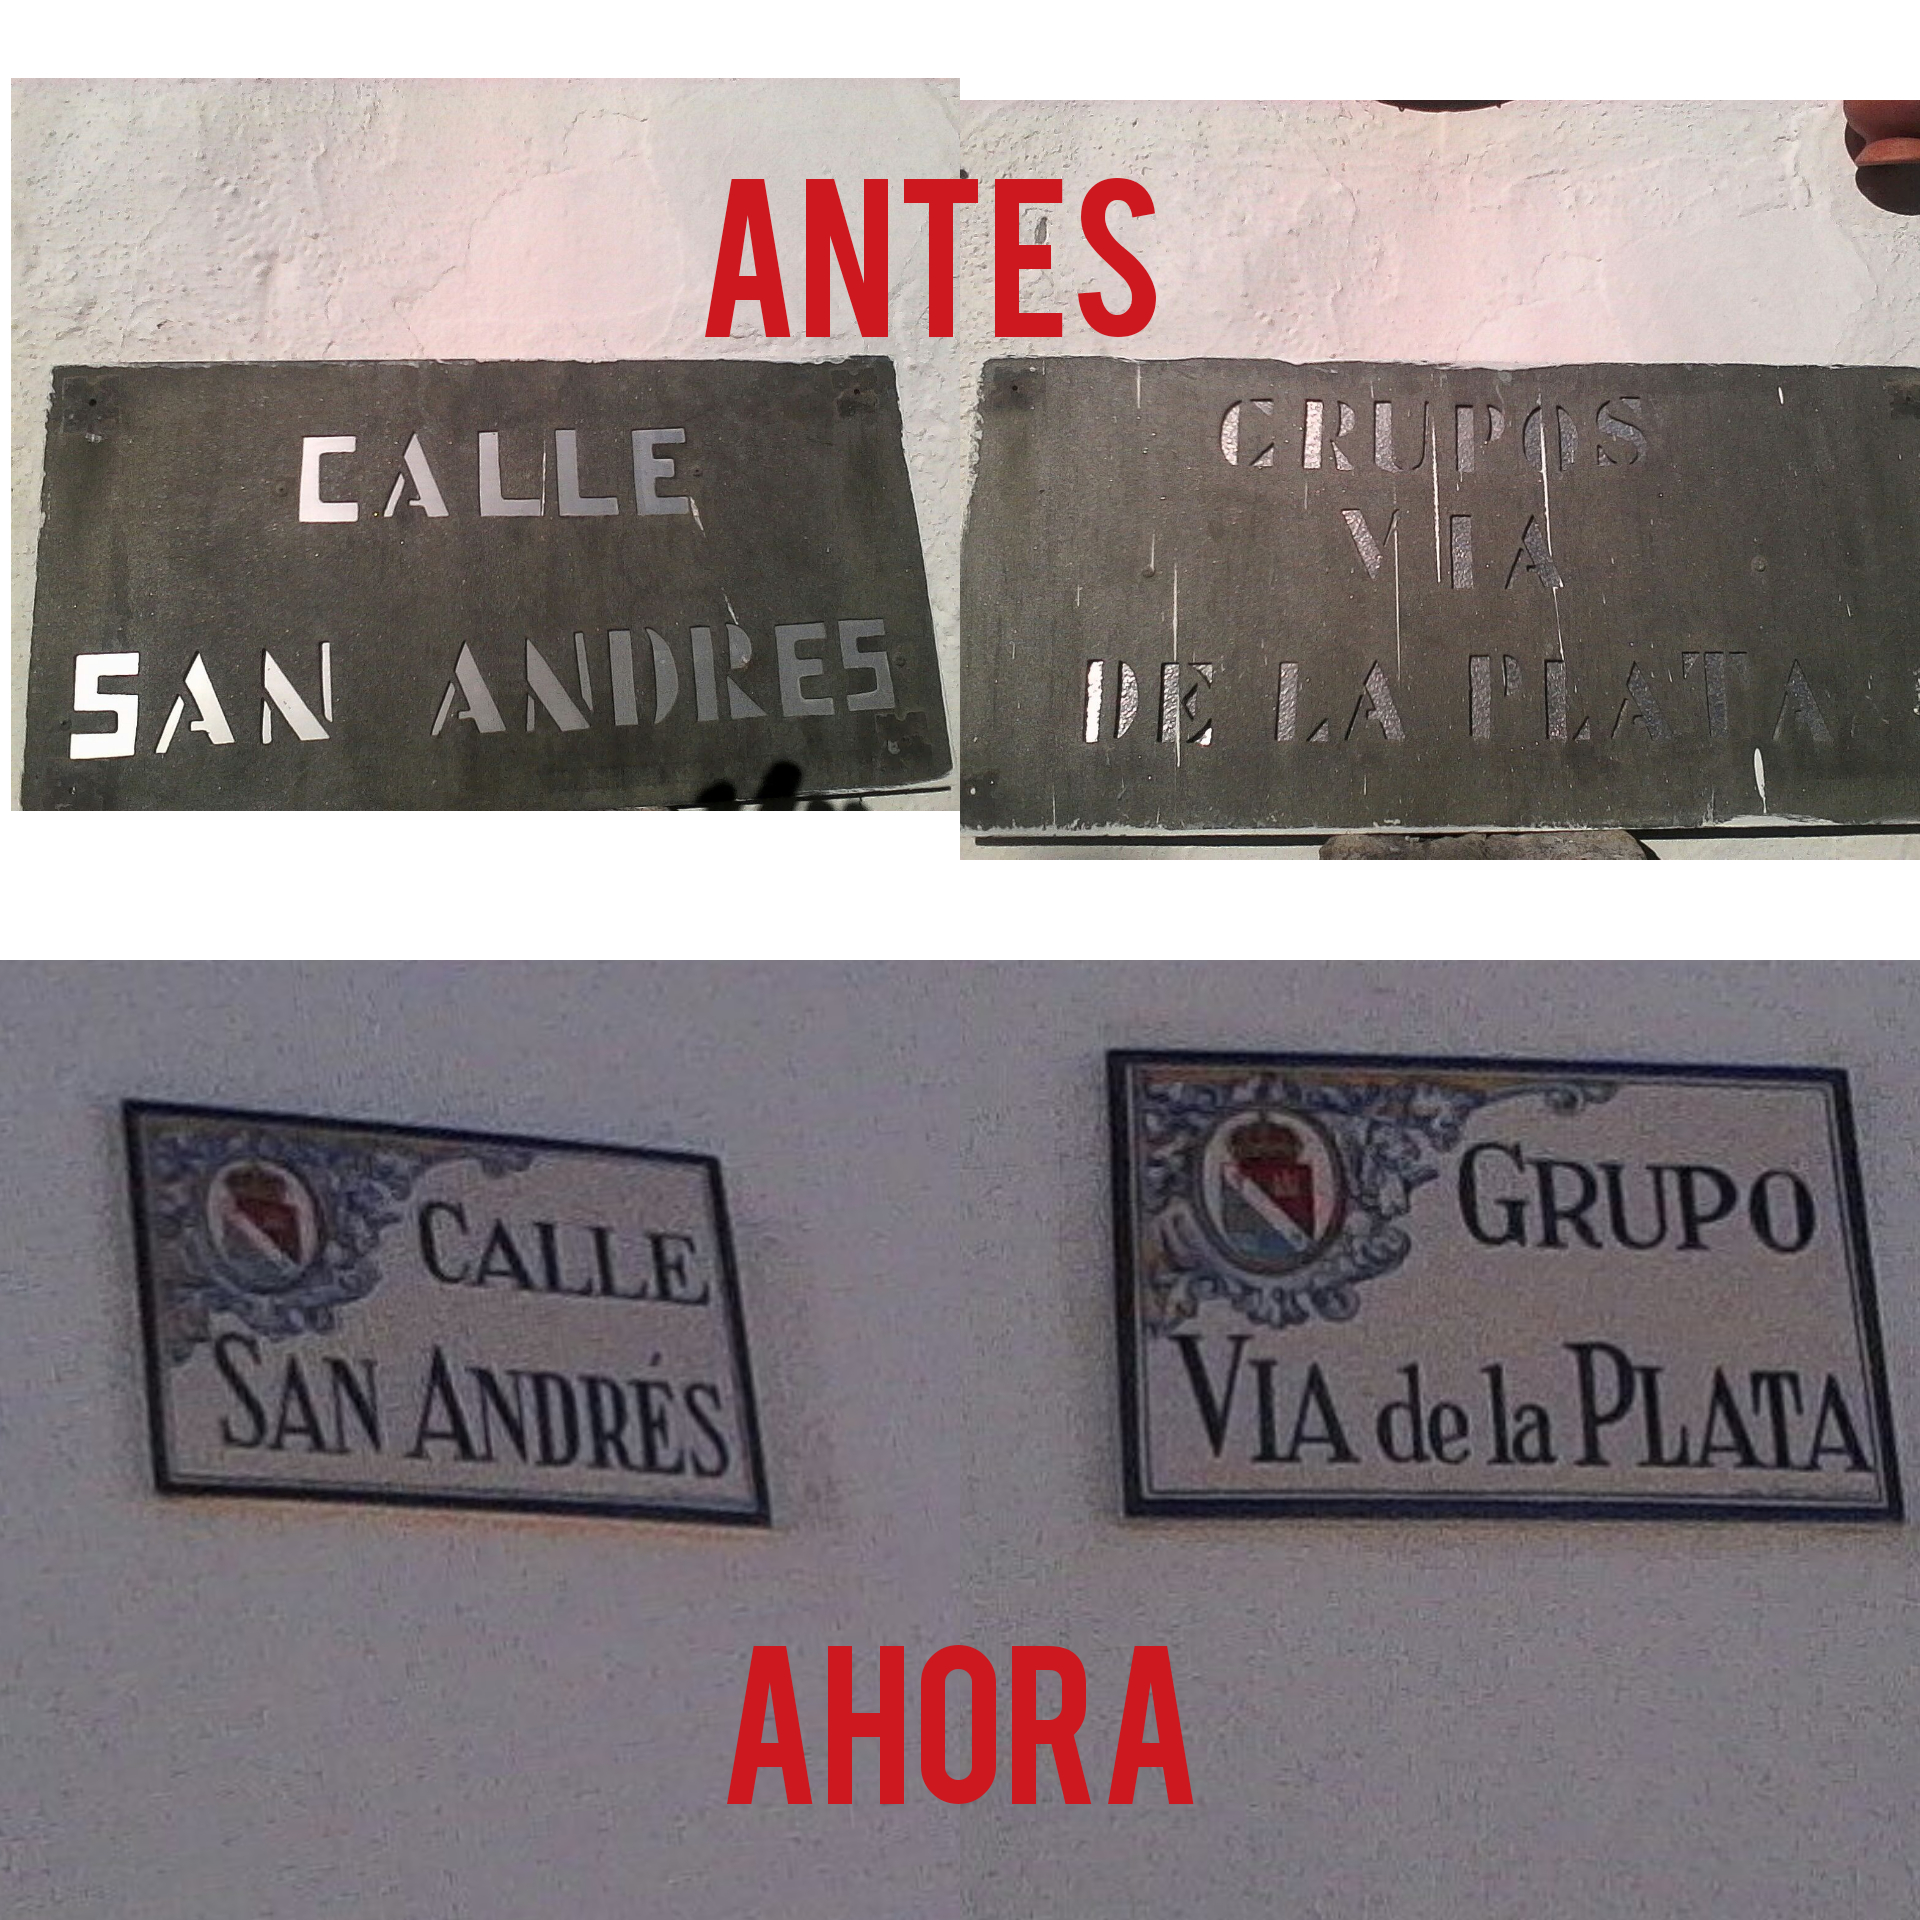 ANTES
CALLE
SAN ANDRES
GRUPOS
VIA
DE LA PLATA
CALLE
SAN ANDRÉS
GRUPO
VIA de la PLATA
AHORA